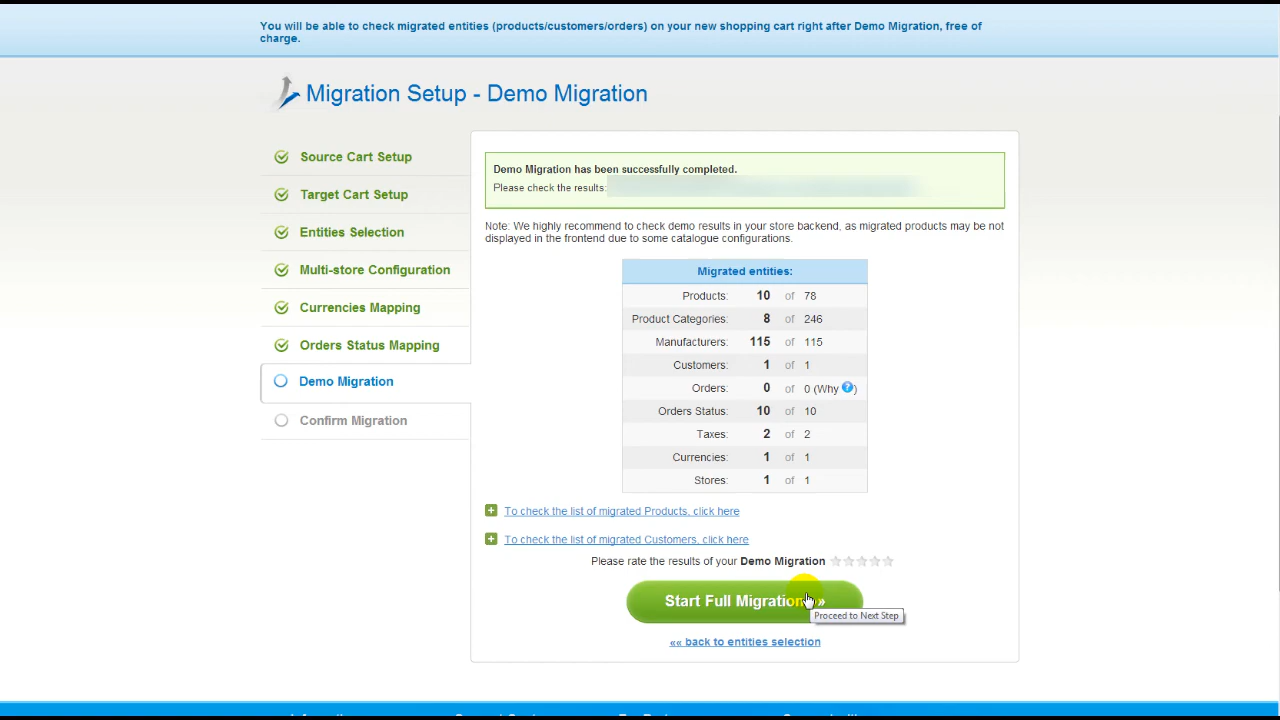 You will be able to check migrated entities (products/customers/orders) on your new shopping cart right after Demo Migration, free of
charge.
Migration Setup - Demo Migration
Source Cart Setup
Target Cart Setup
Entities Selection
Multi-store Configuration
Currencies Mapping
Orders Status Mapping
Demo Migration
Confirm Migration
Demo Migration has been successfully completed.
Please check the results:
Note: We highly recommend to check demo results in your store backend, as migrated products may be not
displayed in the frontend due to some catalogue configurations.
Migrated entities:
Products: 10 of 78
Product Categories: 8 of 246
Manufacturers: 115 of 115
Customers: 1 of 1
Orders: 0 of 0 (Why ?)
Orders Status: 10 of 10
Taxes: 2 of 2
Currencies: 1 of 1
Stores: 1 of 1
To check the list of migrated Products, click here
To check the list of migrated Customers, click here
Please rate the results of your Demo Migration
Start Full Migration »
Proceed to Next Step
«« back to entities selection